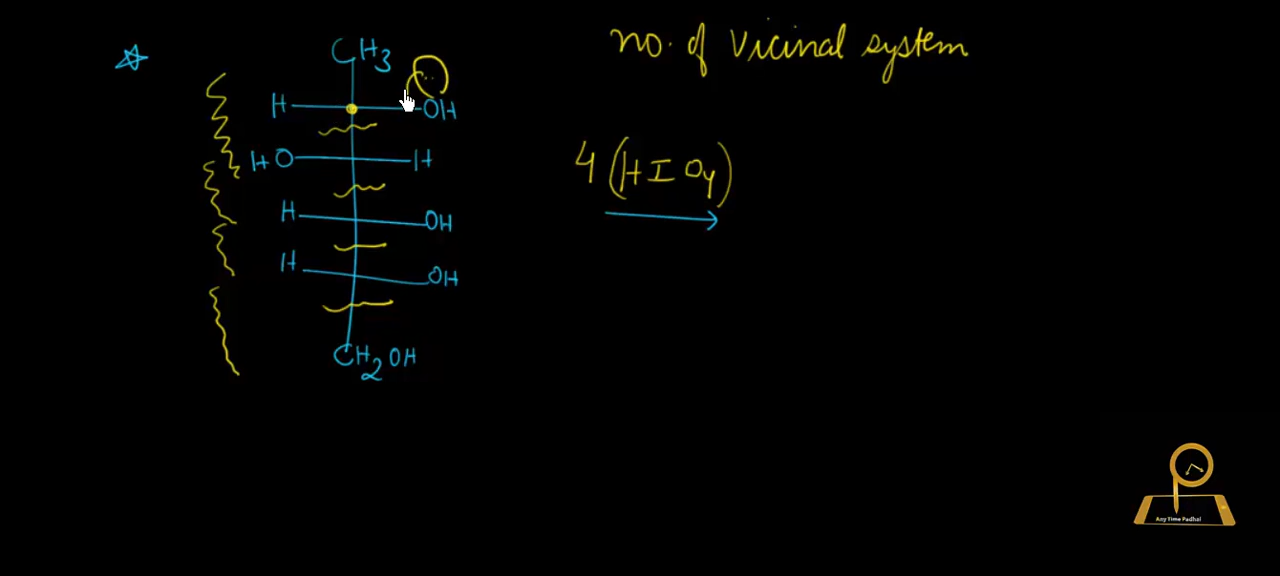 no. of vicinal system
CH3
H OH
HO H
4 (HIO4)
H OH
H OH
CH2OH
Any Time Padhai